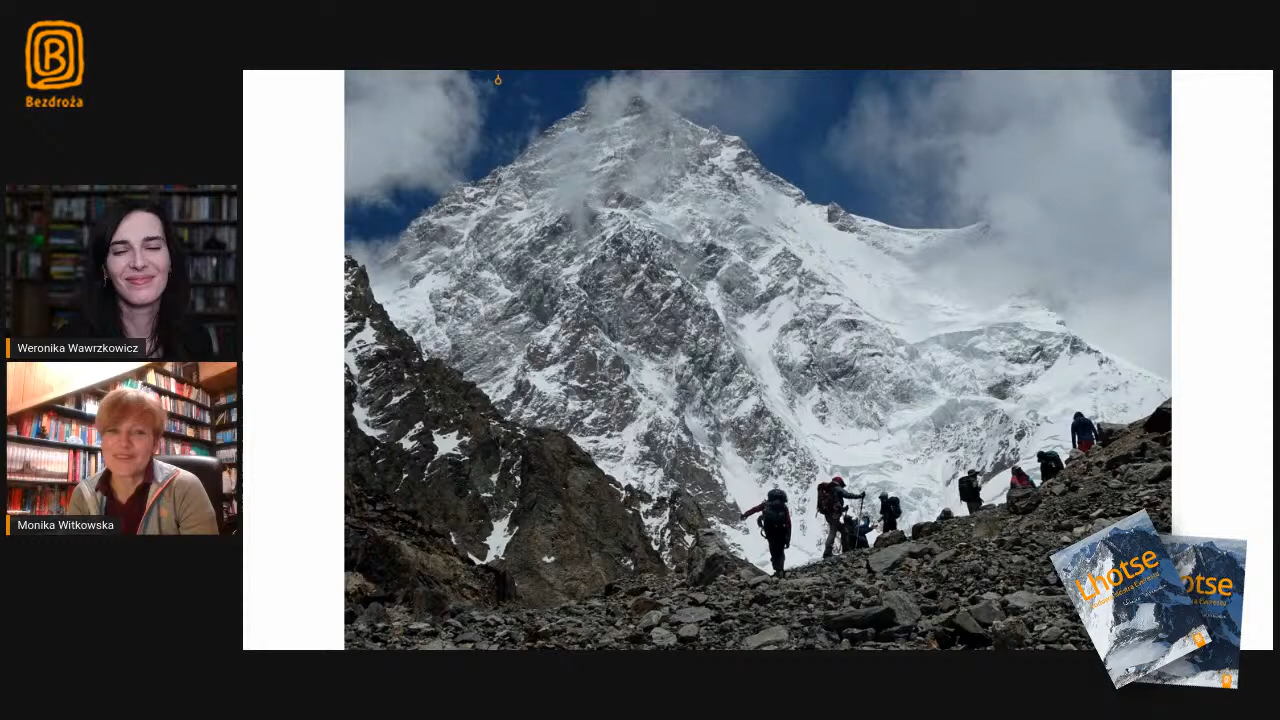 Bezdroża
Weronika Wawrzkowicz
Monika Witkowska
Lhotse
otse